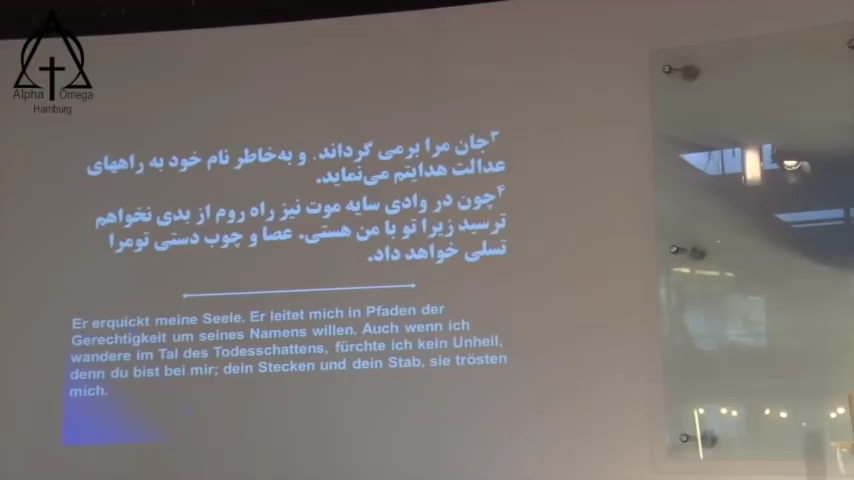 Alpha Omega
Hamburg
۳جان مرا برمی گرداند. و به‌خاطر نام خود به راههای
عدالت هدایتم می‌نماید.
۴چون در وادی سایه موت نیز راه روم از بدی نخواهم
ترسید زیرا تو با من هستی. عصا و چوب دستی تومرا
تسلی خواهد داد.
Er erquickt meine Seele. Er leitet mich in Pfaden der
Gerechtigkeit um seines Namens willen. Auch wenn ich
wandere im Tal des Todesschattens, fürchte ich kein Unheil,
denn du bist bei mir; dein Stecken und dein Stab, sie trösten
mich.